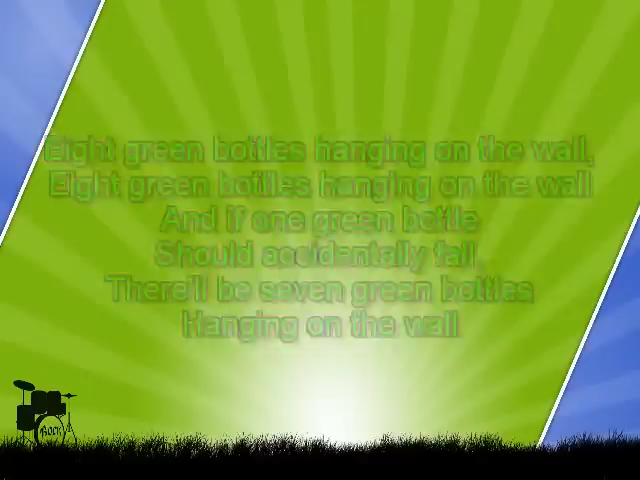 Eight green bottles hanging on the wall,
Eight green bottles hanging on the wall
And if one green bottle
Should accidentally fall,
There'll be seven green bottles
Hanging on the wall
ROCK